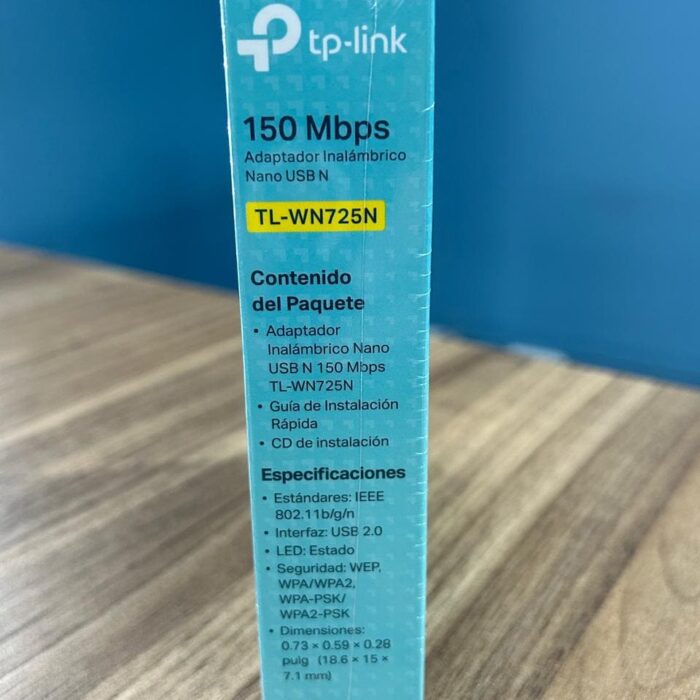 tp-link
150 Mbps
Adaptador Inalámbrico
Nano USB N
TL-WN725N
Contenido
del Paquete
• Adaptador
Inalámbrico Nano
USB N 150 Mbps
TL-WN725N
• Guía de Instalación
Rápida
• CD de instalación
Especificaciones
• Estándares: IEEE
802.11b/g/n
• Interfaz: USB 2.0
• LED: Estado
• Seguridad: WEP,
WPA/WPA2,
WPA-PSK/
WPA2-PSK
• Dimensiones:
0.73 × 0.59 × 0.28
pulg (18.6 × 15 ×
7.1 mm)